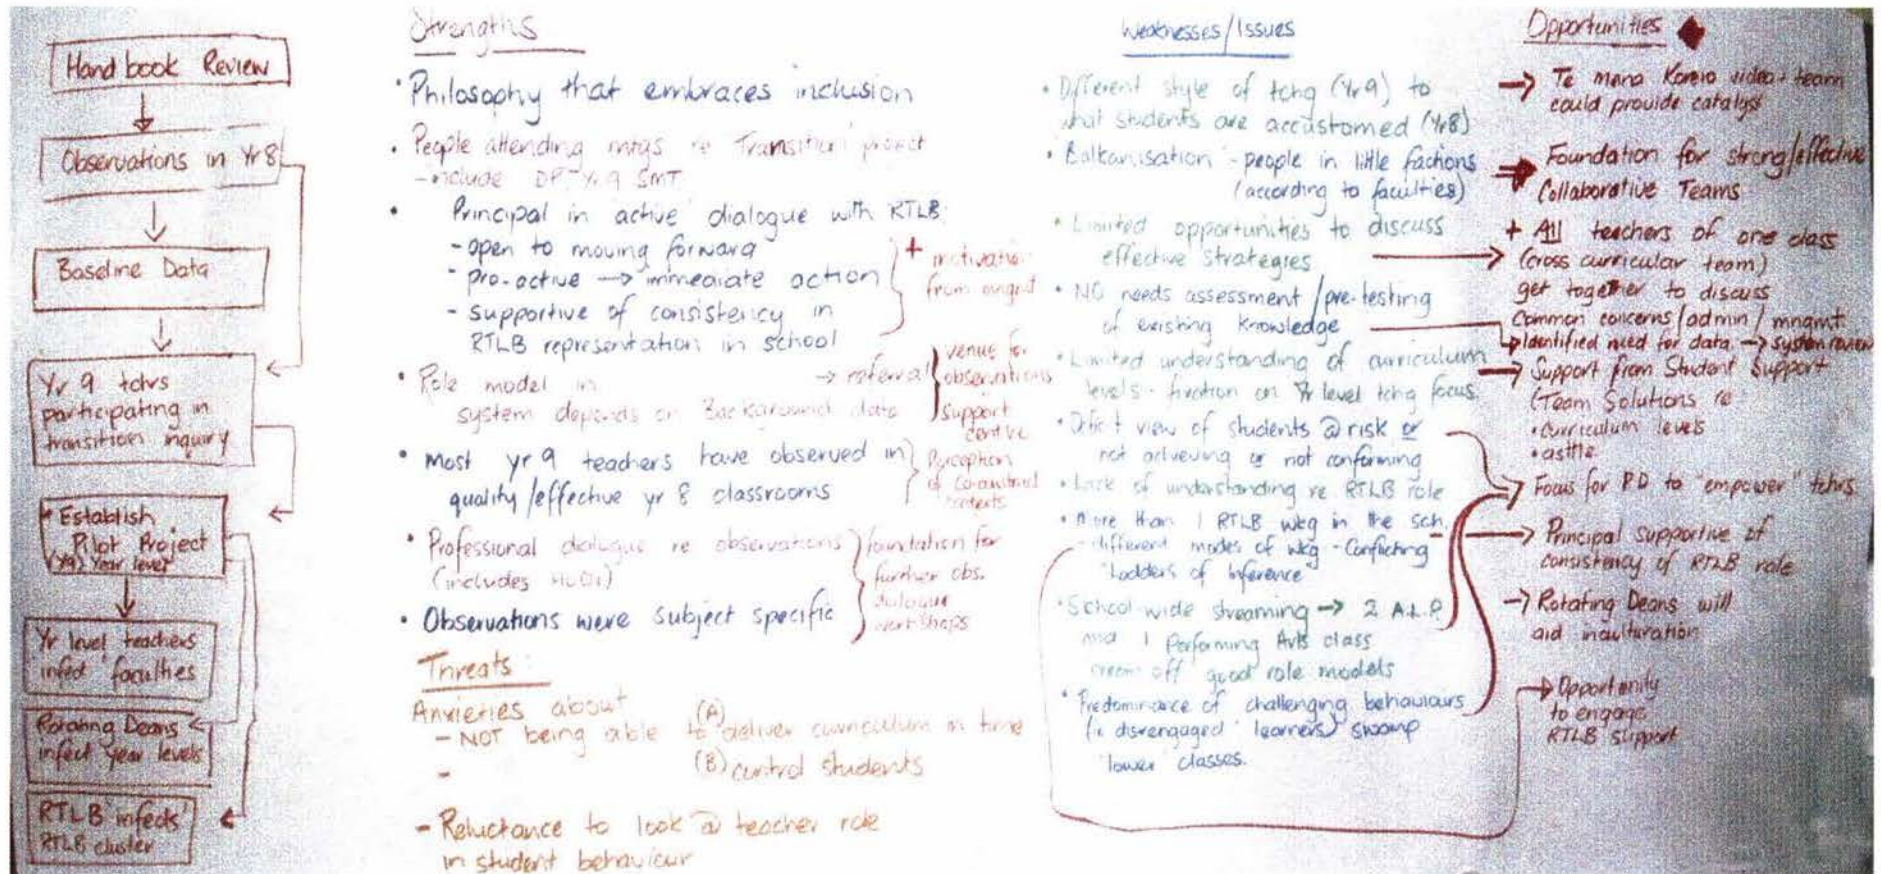 Handbook Review
Observations in Yr 8
Baseline Data
Yr 9 tchrs
participating in
transition inquiry
Establish
Pilot Project
(Y9) Year level
Yr level teachers
'infect' faculties
Rotating Deans
infect year levels
RTLB 'infects'
RTLB cluster
Strengths
• Philosophy that embraces inclusion
• People attending mtgs re 'Transition' project
- include DP, Yr 9 SMT
• Principal in 'active' dialogue with RTLB:
- open to moving forward
- pro-active → immediate action
- supportive of consistency in
RTLB representation in school
+ motivation
from mngmt
• Role model in → referral
system depends on Background data
venue for
observations
support
centre
• Most yr 9 teachers have observed in
quality/effective yr 8 classrooms
perception
of co-construct
contexts
• Professional dialogue re observations
(includes HODs)
• Observations were subject specific
foundation for
further obs.
dialogue
workshops
Threats:
Anxieties about
- NOT being able to (A) deliver curriculum in time
- (B) control students
- Reluctance to look @ teacher role
in student behaviour
Weaknesses/Issues
• Different style of tchg (Yr 9) to
what students are accustomed (Yr 8)
• Balkanisation - people in little factions
(according to faculties)
• Limited opportunities to discuss
effective strategies
• NO needs assessment/pre-testing
of existing knowledge
• Limited understanding of curriculum
levels - fixation on Yr level tchg focus.
• Deficit view of students @ risk or
not achieving or not conforming
• Lack of understanding re RTLB role
• More than 1 RTLB wkg in the sch.
- different modes of wkg - Conflicting
'Ladders of Inference'
• School-wide streaming → 2 A.L.P.
and 1 Performing Arts class
cream off good role models
• Predominance of challenging behaviours
(ie disengaged learners) swamp
'lower' classes.
Opportunities
→ Te mana Korero video + team
could provide catalyst
→ Foundation for strong/effective
Collaborative Teams
+ All teachers of one class
(cross curricular team)
get together to discuss
common concerns/admin/mngmt
→ Identified need for data → system review
→ Support from Student Support
(Team Solutions re
• curriculum levels
• asttle
→ Focus for P.D to "empower" tchrs
→ Principal supportive of
consistency of RTLB role
→ Rotating Deans will
aid inculturation
→ Opportunity
to engage
RTLB support